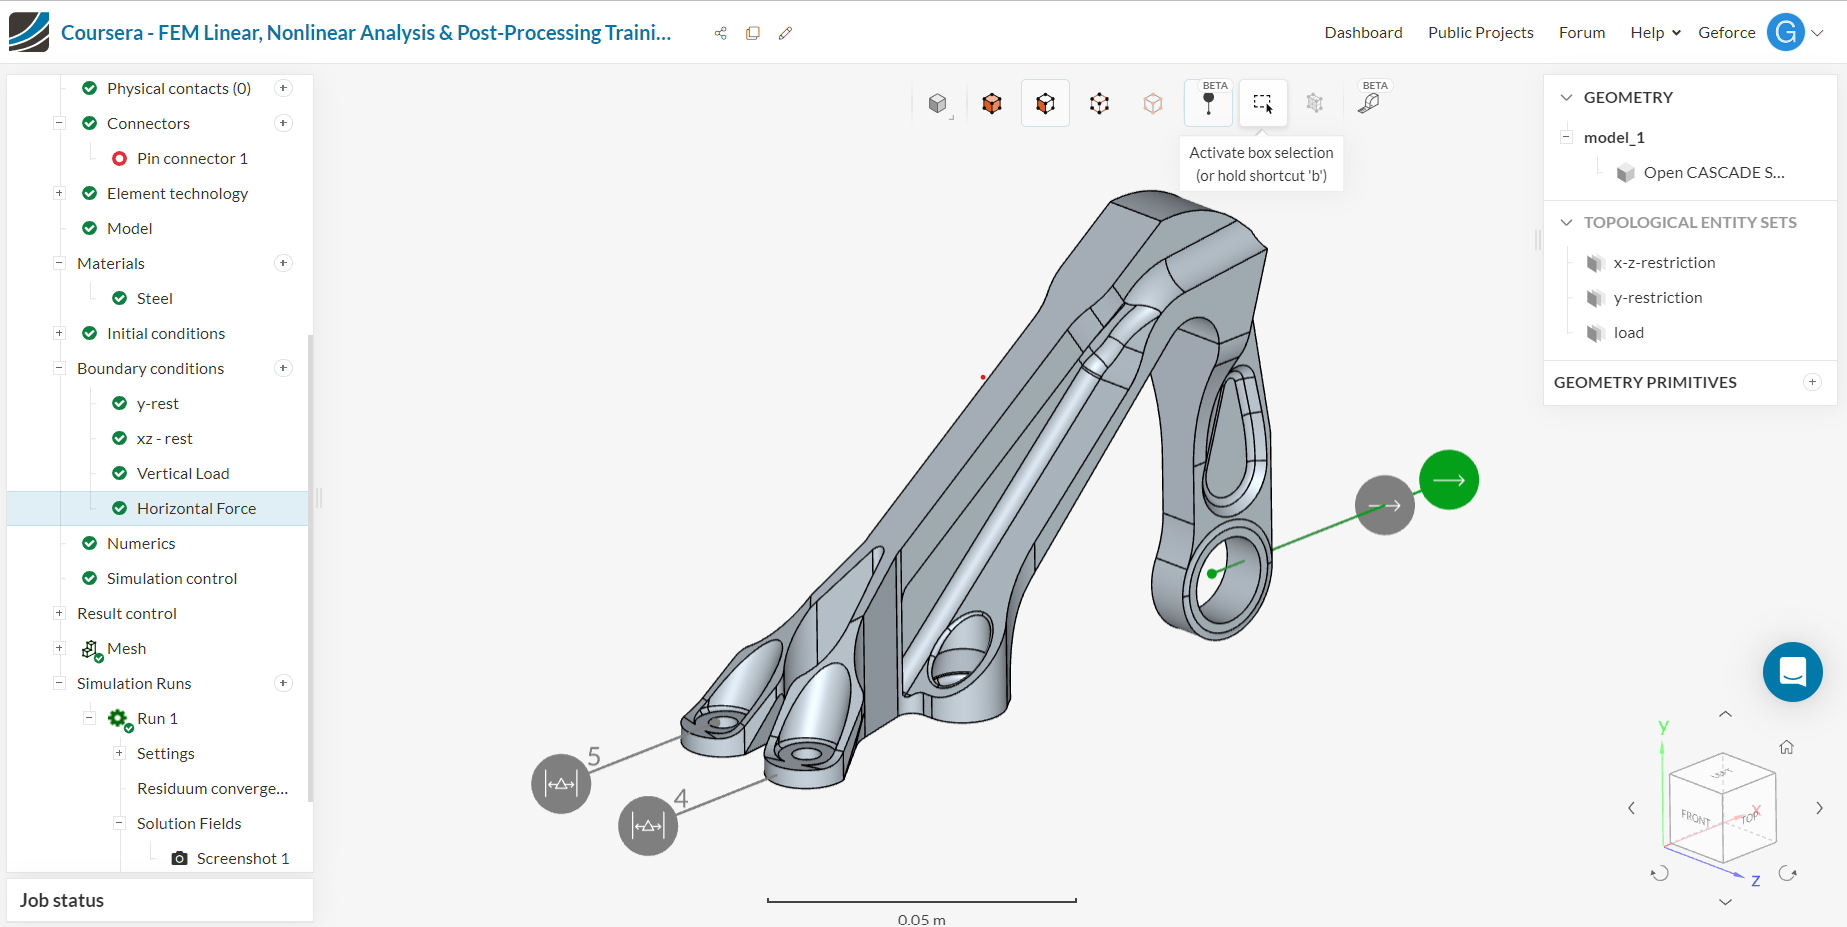 Coursera - FEM Linear, Nonlinear Analysis & Post-Processing Traini...
Dashboard
Public Projects
Forum
Help
Geforce
G
Physical contacts (0)
Connectors
Pin connector 1
Element technology
Model
Materials
Steel
Initial conditions
Boundary conditions
y-rest
xz - rest
Vertical Load
Horizontal Force
Numerics
Simulation control
Result control
Mesh
Simulation Runs
Run 1
Settings
Residuum converge...
Solution Fields
Screenshot 1
Job status
BETA
BETA
Activate box selection
(or hold shortcut 'b')
5
4
0.05 m
GEOMETRY
model_1
Open CASCADE S...
TOPOLOGICAL ENTITY SETS
x-z-restriction
y-restriction
load
GEOMETRY PRIMITIVES
Y
LEFT
FRONT
TOP
X
Z